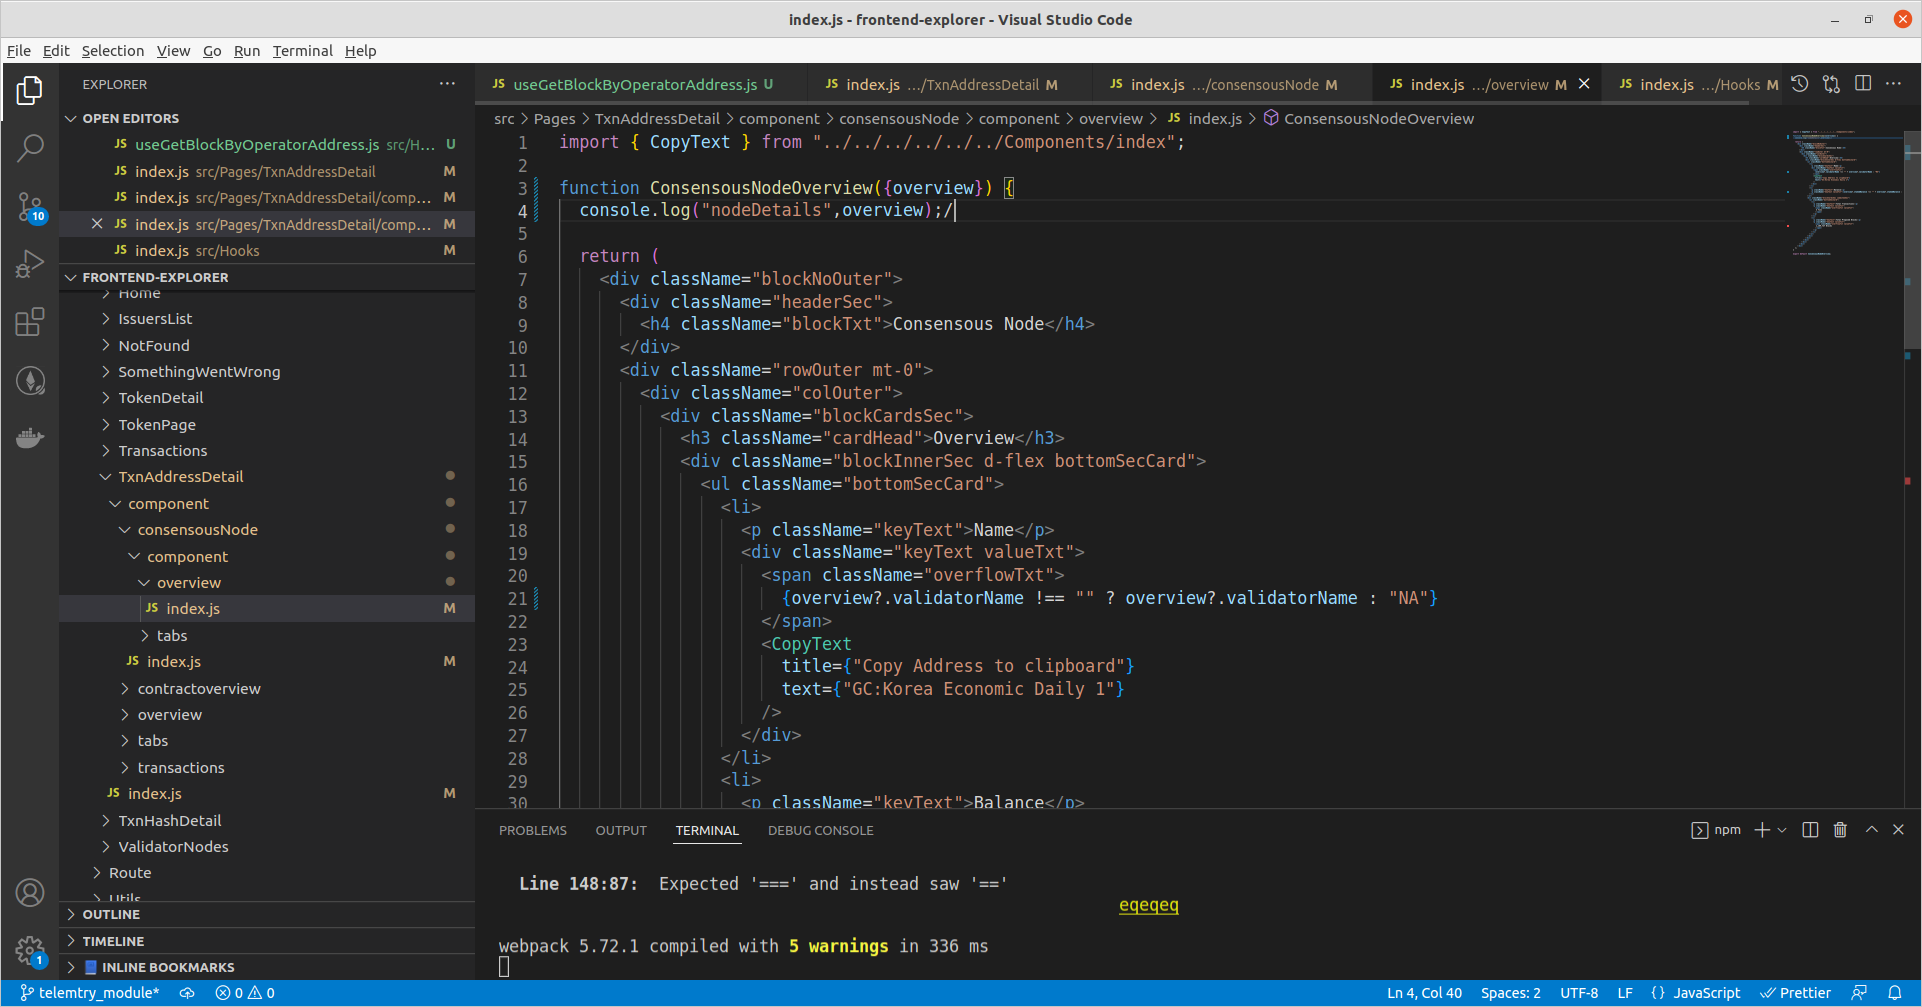 index.js - frontend-explorer - Visual Studio Code
File Edit Selection View Go Run Terminal Help
EXPLORER
OPEN EDITORS
JS useGetBlockByOperatorAddress.js src/H... U
JS index.js src/Pages/TxnAddressDetail M
JS index.js src/Pages/TxnAddressDetail/comp... M
JS index.js src/Pages/TxnAddressDetail/comp... M
JS index.js src/Hooks M
FRONTEND-EXPLORER
Home
IssuersList
NotFound
SomethingWentWrong
TokenDetail
TokenPage
Transactions
TxnAddressDetail
component
consensousNode
component
overview
JS index.js M
tabs
JS index.js M
contractoverview
overview
tabs
transactions
JS index.js M
TxnHashDetail
ValidatorNodes
Route
Utils
OUTLINE
TIMELINE
INLINE BOOKMARKS
10
1
JS useGetBlockByOperatorAddress.js U
JS index.js .../TxnAddressDetail M
JS index.js .../consensousNode M
JS index.js .../overview M
JS index.js .../Hooks M
src > Pages > TxnAddressDetail > component > consensousNode > component > overview > JS index.js > ConsensousNodeOverview
1 import { CopyText } from "../../../../../../Components/index";
2
3 function ConsensousNodeOverview({overview}) {
4 console.log("nodeDetails",overview);/
5
6 return (
7 <div className="blockNoOuter">
8 <div className="headerSec">
9 <h4 className="blockTxt">Consensous Node</h4>
10 </div>
11 <div className="rowOuter mt-0">
12 <div className="colOuter">
13 <div className="blockCardsSec">
14 <h3 className="cardHead">Overview</h3>
15 <div className="blockInnerSec d-flex bottomSecCard">
16 <ul className="bottomSecCard">
17 <li>
18 <p className="keyText">Name</p>
19 <div className="keyText valueTxt">
20 <span className="overflowTxt">
21 {overview?.validatorName !== "" ? overview?.validatorName : "NA"}
22 </span>
23 <CopyText
24 title={"Copy Address to clipboard"}
25 text={"GC:Korea Economic Daily 1"}
26 />
27 </div>
28 </li>
29 <li>
30 <p className="keyText">Balance</p>
PROBLEMS OUTPUT TERMINAL DEBUG CONSOLE
npm
Line 148:87: Expected '===' and instead saw '=='
eqeqeq
webpack 5.72.1 compiled with 5 warnings in 336 ms
telemtry_module* 0 0
Ln 4, Col 40 Spaces: 2 UTF-8 LF {} JavaScript Prettier